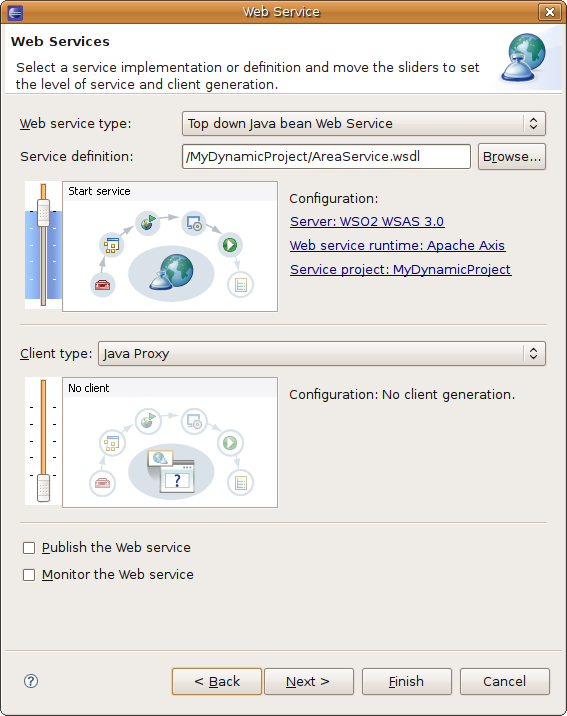 Web Service
Web Services
Select a service implementation or definition and move the sliders to set
the level of service and client generation.
Web service type: Top down Java bean Web Service
Service definition: /MyDynamicProject/AreaService.wsdl Browse...
Start service
Configuration:
Server: WSO2 WSAS 3.0
Web service runtime: Apache Axis
Service project: MyDynamicProject
Client type: Java Proxy
No client
Configuration: No client generation.
?
Publish the Web service
Monitor the Web service
? < Back Next > Finish Cancel